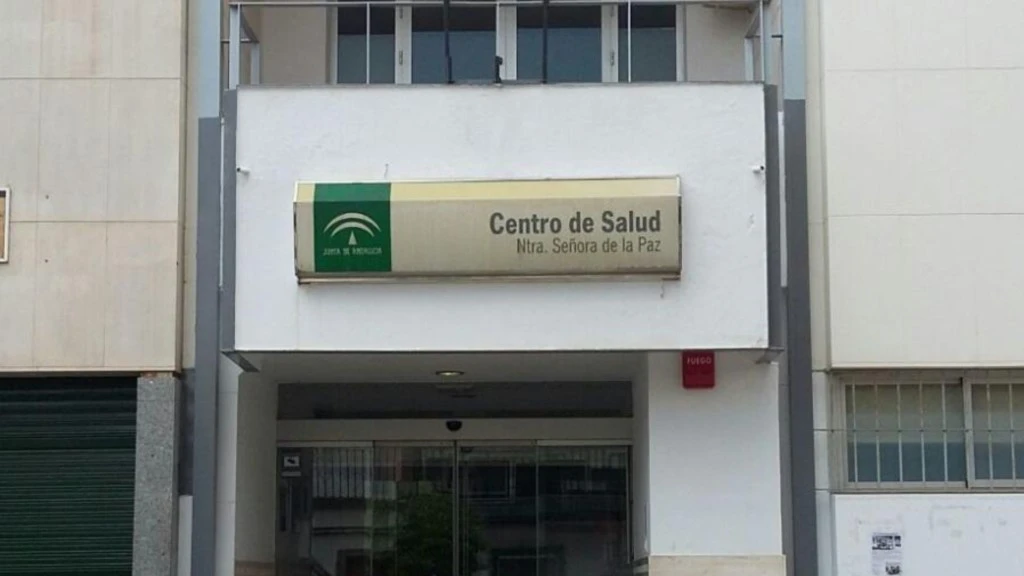 Centro de Salud
Ntra. Señora de la Paz
JUNTA DE ANDALUCIA
FUEGO